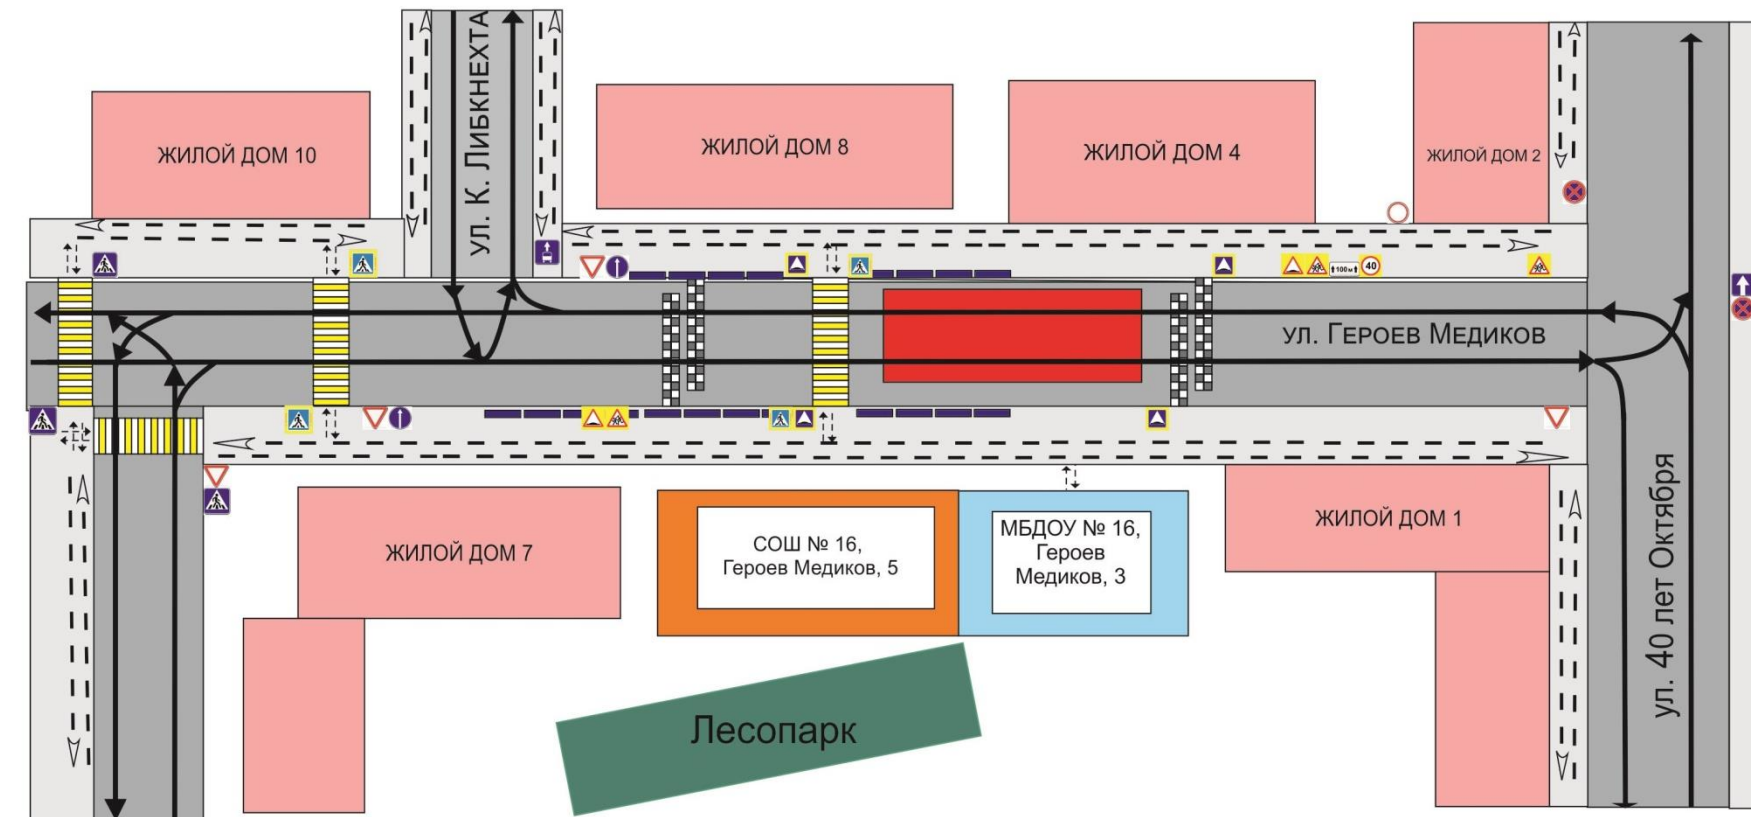 ул. К. Либкнехта
ЖИЛОЙ ДОМ 10
ЖИЛОЙ ДОМ 8
ЖИЛОЙ ДОМ 4
ЖИЛОЙ ДОМ 2
100 м
40
ул. Героев Медиков
ЖИЛОЙ ДОМ 7
СОШ № 16,
Героев Медиков, 5
МБДОУ № 16,
Героев
Медиков, 3
ЖИЛОЙ ДОМ 1
ул. 40 лет Октября
Лесопарк